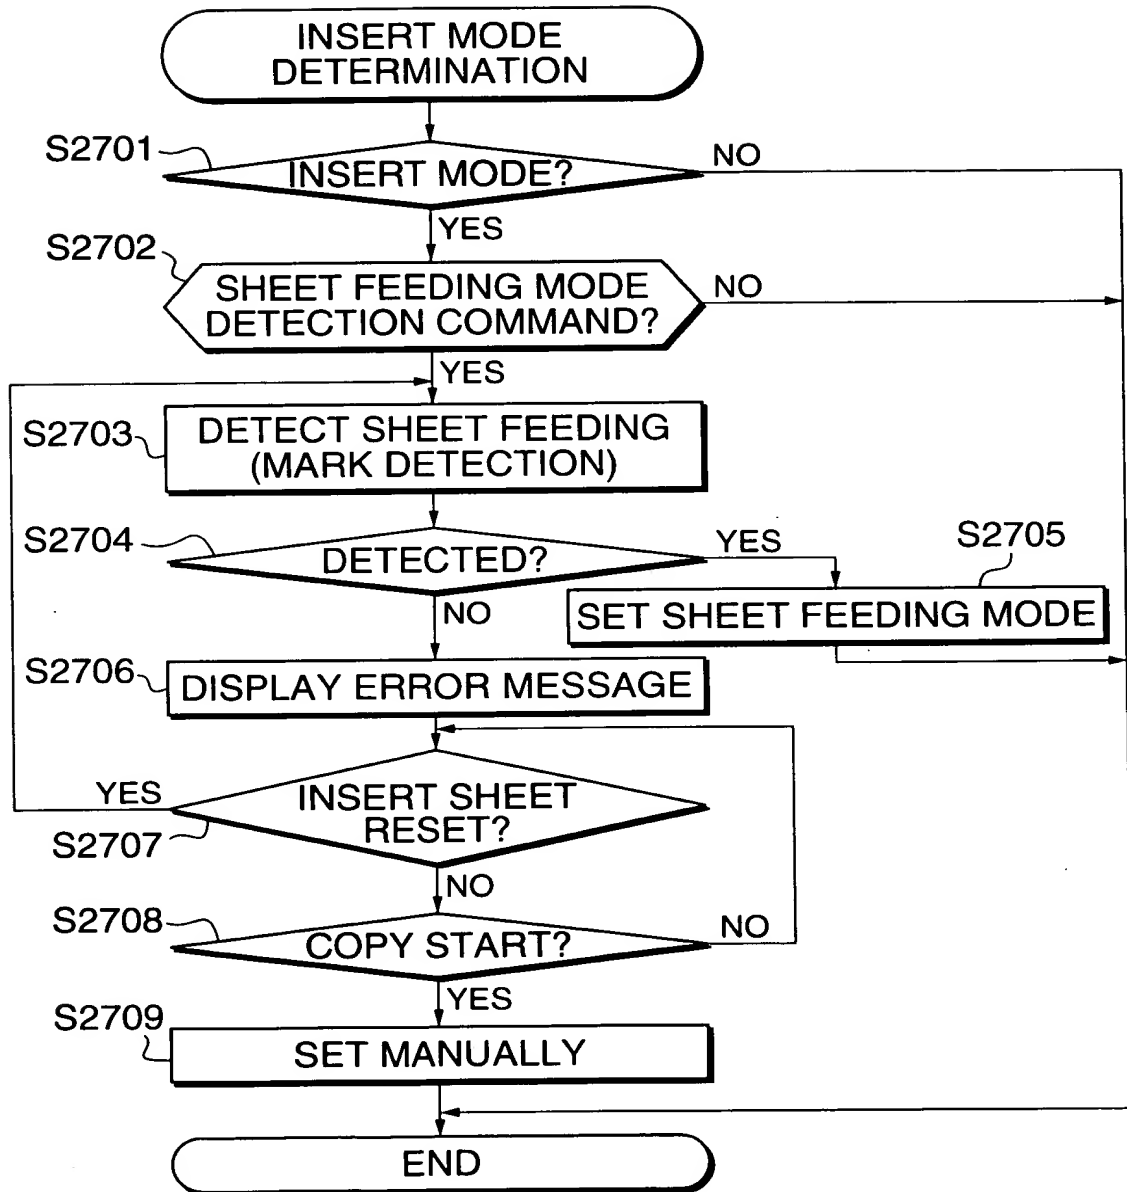 INSERT MODE
DETERMINATION
S2701
INSERT MODE?
NO
YES
S2702
SHEET FEEDING MODE
DETECTION COMMAND?
NO
YES
S2703
DETECT SHEET FEEDING
(MARK DETECTION)
S2704
DETECTED?
YES
S2705
NO
SET SHEET FEEDING MODE
S2706
DISPLAY ERROR MESSAGE
YES
INSERT SHEET
RESET?
S2707
NO
S2708
COPY START?
NO
YES
S2709
SET MANUALLY
END